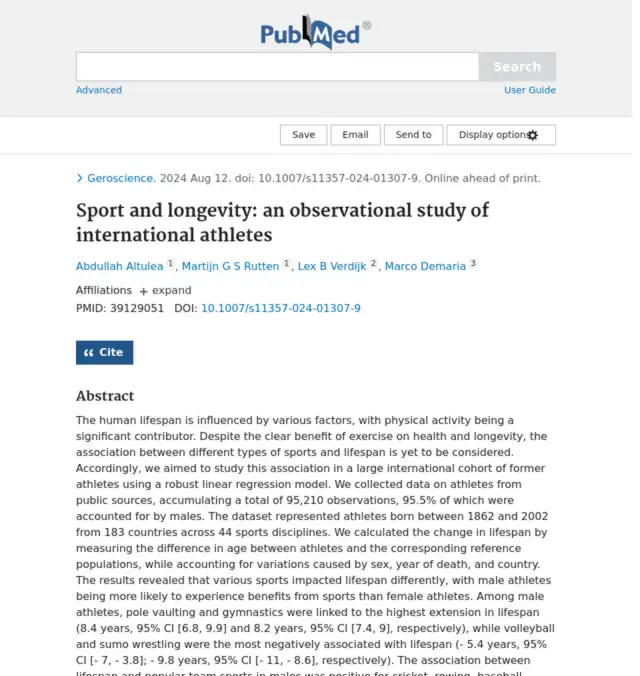 PubMed®
Search
Advanced
User Guide
Save
Email
Send to
Display options
Geroscience. 2024 Aug 12. doi: 10.1007/s11357-024-01307-9. Online ahead of print.
Sport and longevity: an observational study of
international athletes
Abdullah Altulea 1, Martijn G S Rutten 1, Lex B Verdijk 2, Marco Demaria 3
Affiliations + expand
PMID: 39129051 DOI: 10.1007/s11357-024-01307-9
Cite
Abstract
The human lifespan is influenced by various factors, with physical activity being a
significant contributor. Despite the clear benefit of exercise on health and longevity, the
association between different types of sports and lifespan is yet to be considered.
Accordingly, we aimed to study this association in a large international cohort of former
athletes using a robust linear regression model. We collected data on athletes from
public sources, accumulating a total of 95,210 observations, 95.5% of which were
accounted for by males. The dataset represented athletes born between 1862 and 2002
from 183 countries across 44 sports disciplines. We calculated the change in lifespan by
measuring the difference in age between athletes and the corresponding reference
populations, while accounting for variations caused by sex, year of death, and country.
The results revealed that various sports impacted lifespan differently, with male athletes
being more likely to experience benefits from sports than female athletes. Among male
athletes, pole vaulting and gymnastics were linked to the highest extension in lifespan
(8.4 years, 95% CI [6.8, 9.9] and 8.2 years, 95% CI [7.4, 9], respectively), while volleyball
and sumo wrestling were the most negatively associated with lifespan (- 5.4 years, 95%
CI [- 7, - 3.8]; - 9.8 years, 95% CI [- 11, - 8.6], respectively). The association between
lifespan and popular team sports in males was positive for cricket, rowing, baseball,